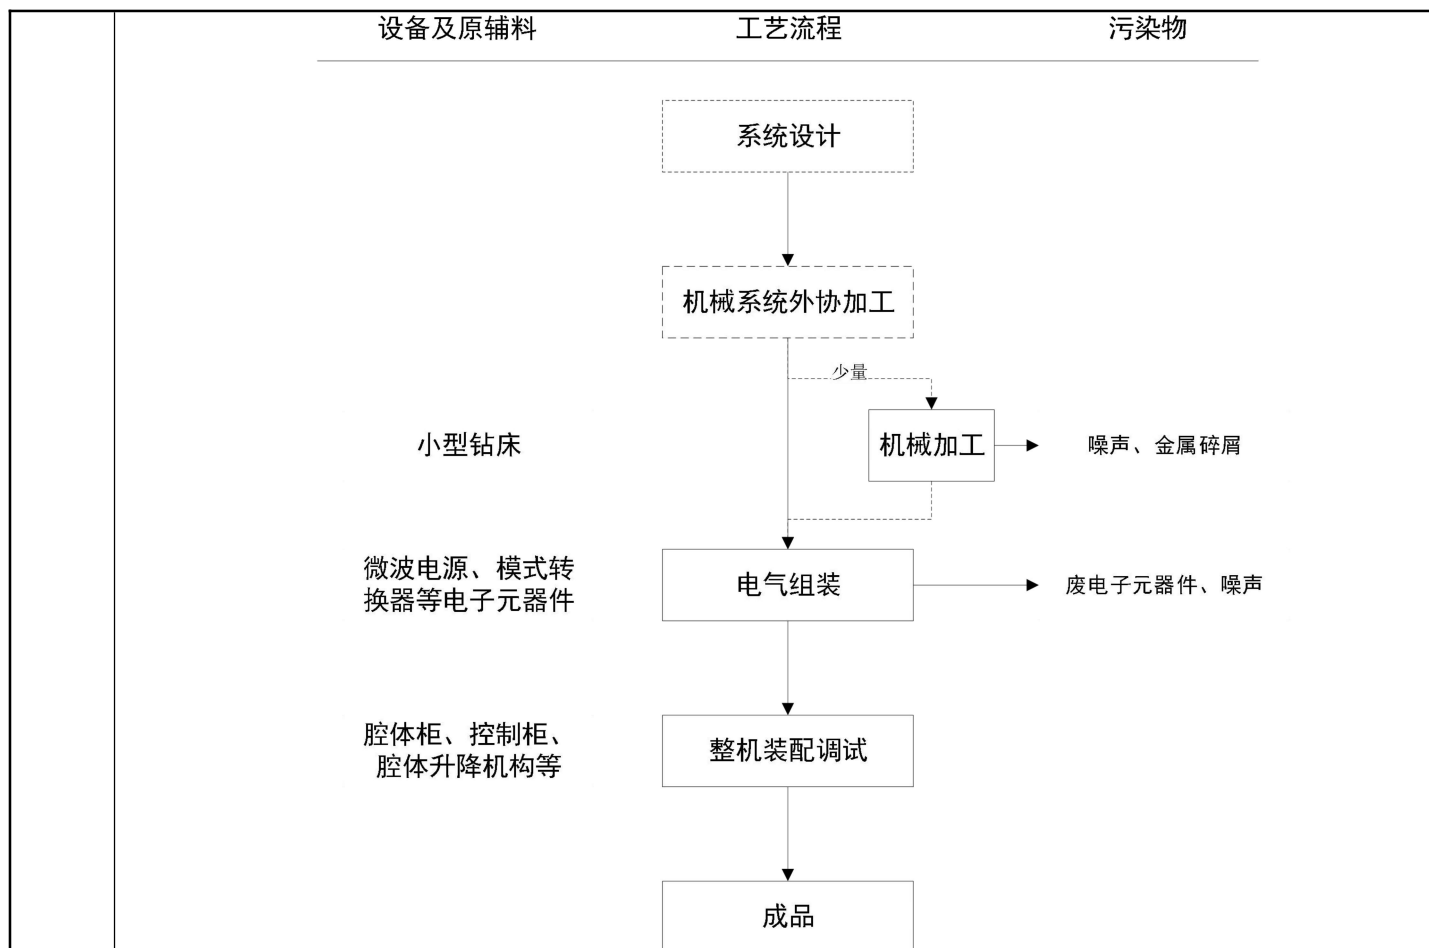 设备及原辅料
工艺流程
污染物
系统设计
机械系统外协加工
少量
小型钻床
机械加工
噪声、金属碎屑
微波电源、模式转
换器等电子元器件
电气组装
废电子元器件、噪声
腔体柜、控制柜、
腔体升降机构等
整机装配调试
成品